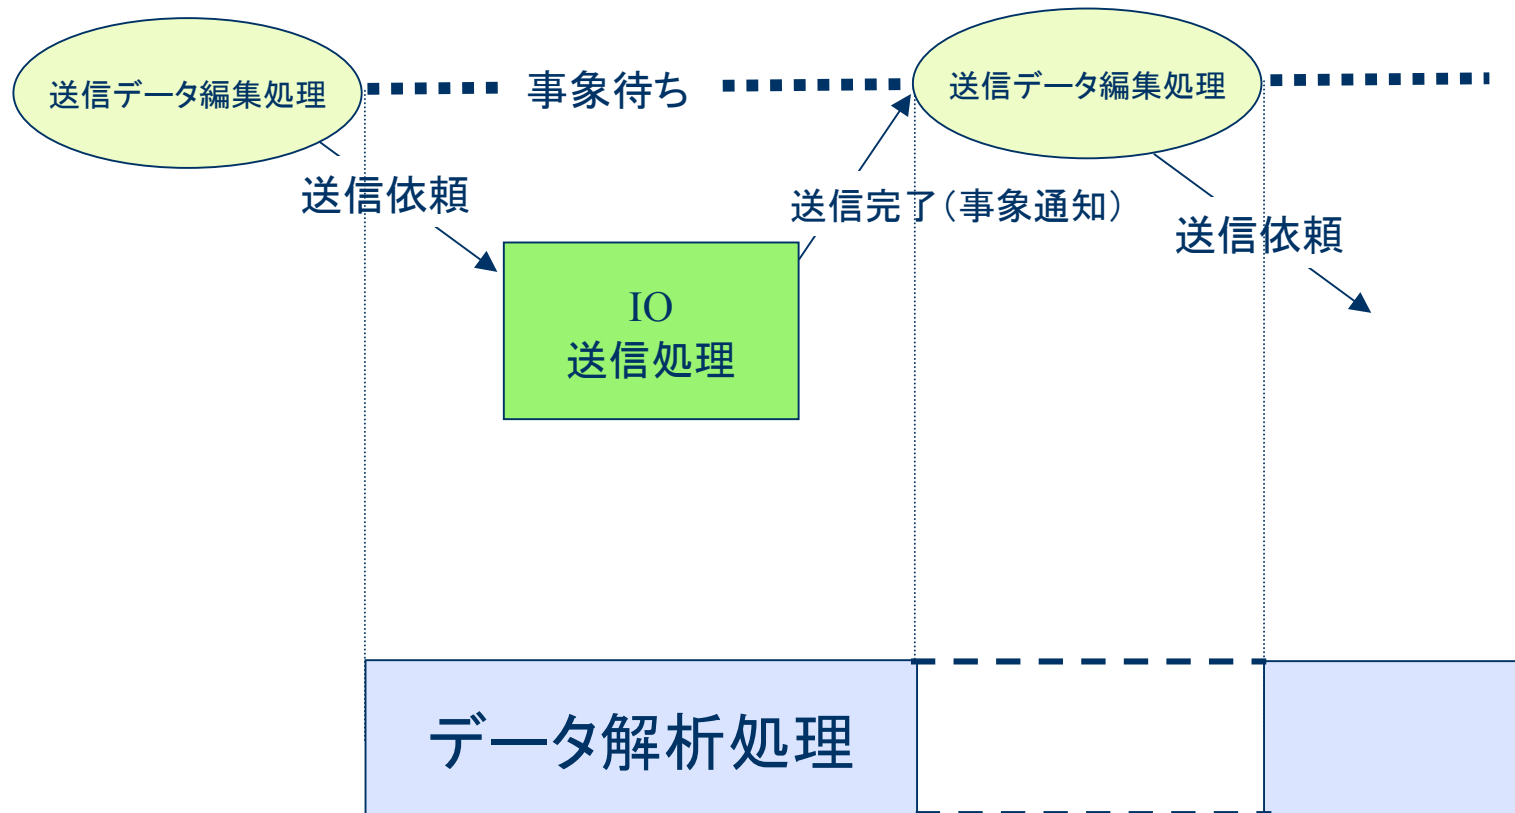 送信データ編集処理
事象待ち
送信データ編集処理
送信依頼
送信完了（事象通知）
送信依頼
IO
送信処理
データ解析処理